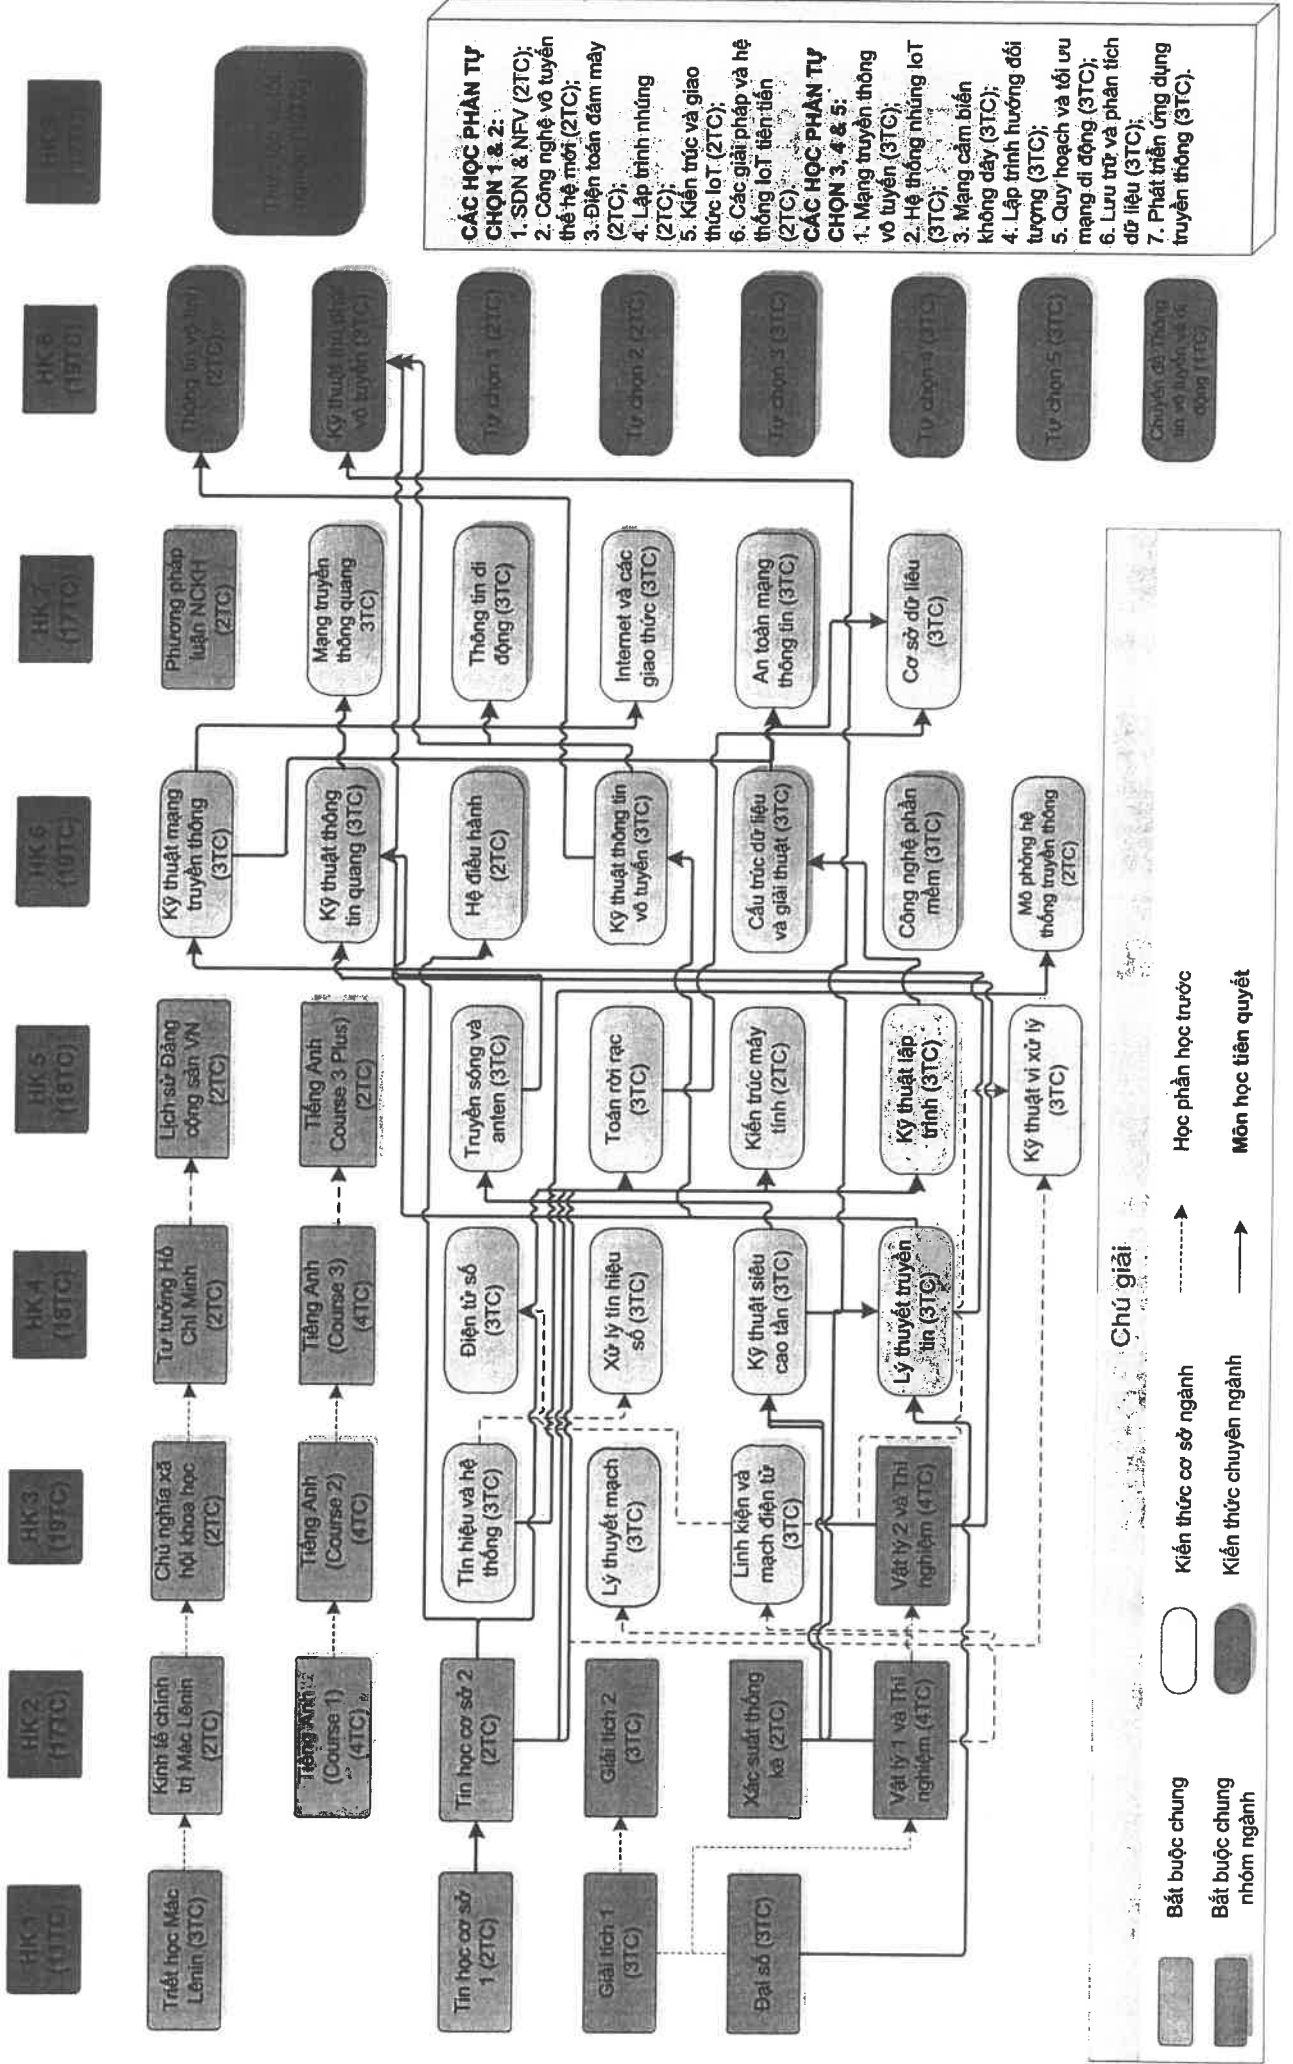 HK1
HK2
(17TC)
HK3
(19TC)
HK4
(18TC)
HK5
(18TC)
HK6
(19TC)
HK7
(17TC)
HK8
(19TC)
Triết học Mác
Lênin (3TC)
Kinh tế chính
trị Mác Lênin
(2TC)
Chủ nghĩa xã
hội khoa học
(2TC)
Tư tưởng Hồ
Chí Minh
(2TC)
Lịch sử Đảng
cộng sản VN
(2TC)
Kỹ thuật mạng
truyền thông
(3TC)
Phương pháp
luận NCKH
(2TC)
Thông tin vô tuyến
(2TC)
Tiếng Anh
(Course 1)
(4TC)
Tiếng Anh
(Course 2)
(4TC)
Tiếng Anh
(Course 3)
(4TC)
Tiếng Anh
Course 3 Plus)
(2TC)
Kỹ thuật thông
tin quang (3TC)
Mạng truyền
thông quang
3TC)
Kỹ thuật thu phát
vô tuyến (3TC)
Tin học cơ sở
1 (2TC)
Tin học cơ sở 2
(2TC)
Tín hiệu và hệ
thống (3TC)
Điện tử số
(3TC)
Truyền sóng và
anten (3TC)
Hệ điều hành
(2TC)
Thông tin di
động (3TC)
Tự chọn 1 (2TC)
Giải tích 1
(3TC)
Giải tích 2
(3TC)
Lý thuyết mạch
(3TC)
Xử lý tín hiệu
số (3TC)
Toán rời rạc
(3TC)
Kỹ thuật thông tin
vô tuyến (3TC)
Internet và các
giao thức (3TC)
Tự chọn 2 (2TC)
Đại số (3TC)
Xác suất thống
kê (2TC)
Linh kiện và
mạch điện tử
(3TC)
Kỹ thuật siêu
cao tần (3TC)
Kiến trúc máy
tính (2TC)
Cấu trúc dữ liệu
và giải thuật (3TC)
An toàn mạng
thông tin (3TC)
Tự chọn 3 (3TC)
Vật lý 1 và Thí
nghiệm (4TC)
Vật lý 2 và Thí
nghiệm (4TC)
Lý thuyết truyền
tin (3TC)
Kỹ thuật lập
trình (3TC)
Công nghệ phần
mềm (3TC)
Cơ sở dữ liệu
(3TC)
Tự chọn 4 (3TC)
Kỹ thuật vi xử lý
(3TC)
Mô phỏng hệ
thống truyền thông
(2TC)
Tự chọn 5 (3TC)
Chuyên đề Thông
tin vô tuyến và di
động (1TC)
CÁC HỌC PHẦN TỰ
CHỌN 1 & 2:
1. SDN & NFV (2TC);
2. Công nghệ vô tuyến
thế hệ mới (2TC);
3. Điện toán đám mây
(2TC);
4. Lập trình nhúng
(2TC);
5. Kiến trúc và giao
thức IoT (2TC);
6. Các giải pháp và hệ
thống IoT tiên tiến
(2TC).
CÁC HỌC PHẦN TỰ
CHỌN 3, 4 & 5:
1. Mạng truyền thông
vô tuyến (3TC);
2. Hệ thống nhúng IoT
(3TC);
3. Mạng cảm biến
không dây (3TC);
4. Lập trình hướng đối
tượng (3TC);
5. Quy hoạch và tối ưu
mạng di động (3TC);
6. Lưu trữ và phân tích
dữ liệu (3TC);
7. Phát triển ứng dụng
truyền thông (3TC).
Chú giải
Bắt buộc chung
Kiến thức cơ sở ngành
Học phần học trước
Bắt buộc chung
nhóm ngành
Kiến thức chuyên ngành
Môn học tiên quyết